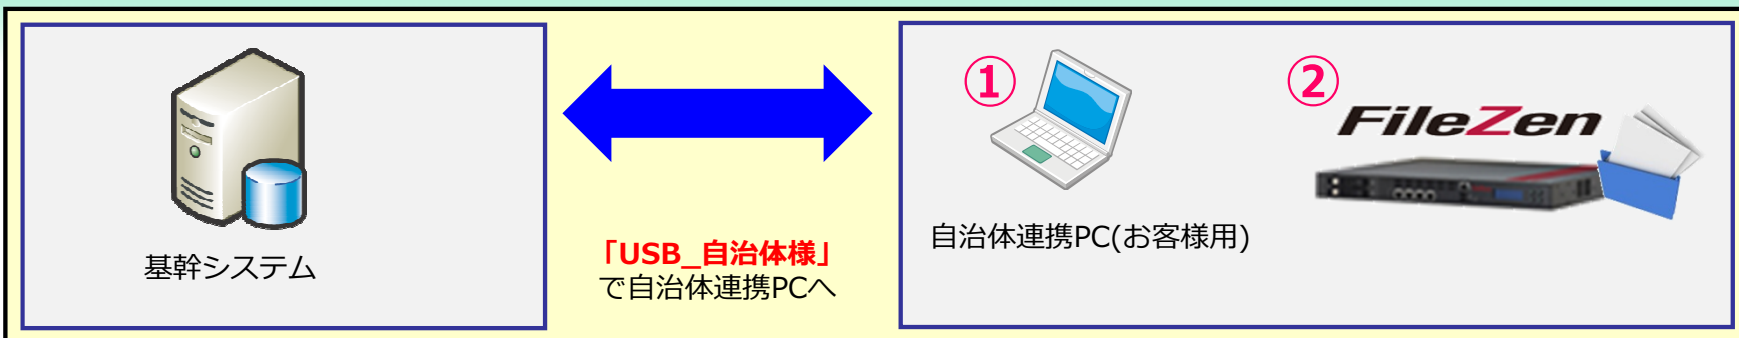 基幹システム
「USB_自治体様」
で自治体連携PCへ
①
自治体連携PC(お客様用)
②
FileZen